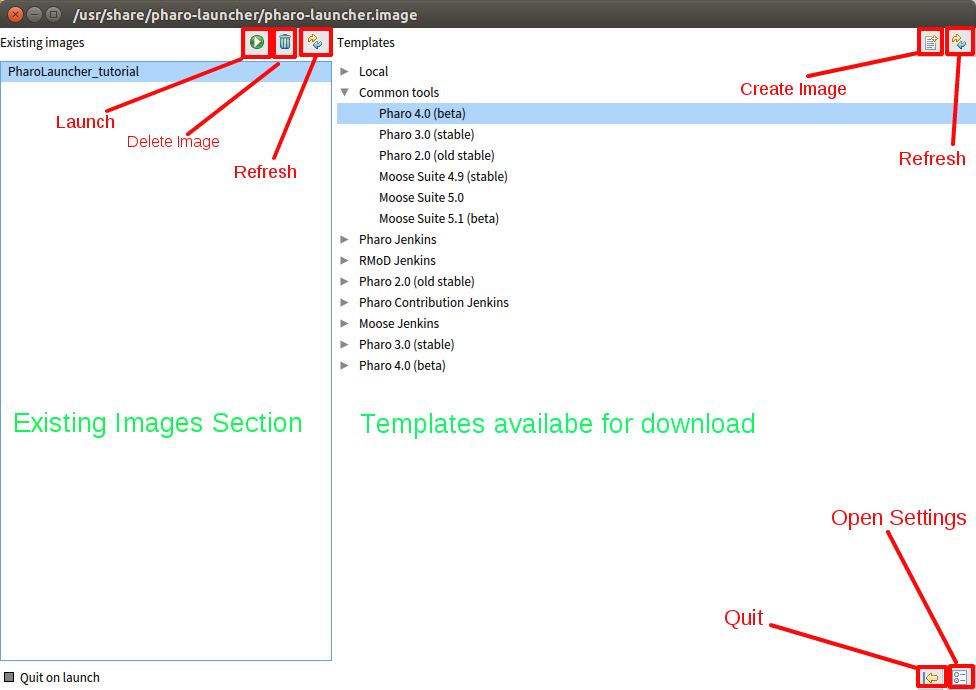 /usr/share/pharo-launcher/pharo-launcher.image
Existing images
Templates
PharoLauncher_tutorial
Launch
Delete Image
Refresh
Local
Common tools
Pharo 4.0 (beta)
Pharo 3.0 (stable)
Pharo 2.0 (old stable)
Moose Suite 4.9 (stable)
Moose Suite 5.0
Moose Suite 5.1 (beta)
Pharo Jenkins
RMoD Jenkins
Pharo 2.0 (old stable)
Pharo Contribution Jenkins
Moose Jenkins
Pharo 3.0 (stable)
Pharo 4.0 (beta)
Create Image
Refresh
Existing Images Section
Templates availabe for download
Open Settings
Quit
Quit on launch